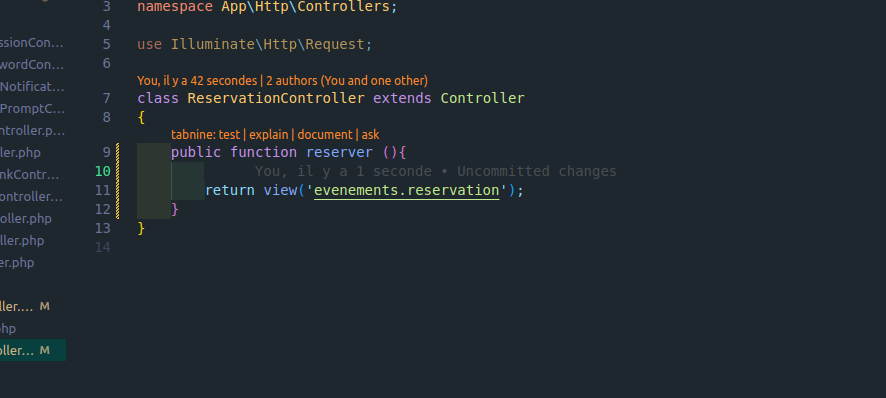 3 namespace App\Http\Controllers;
4
5 use Illuminate\Http\Request;
6
You, il y a 42 secondes | 2 authors (You and one other)
7 class ReservationController extends Controller
8 {
tabnine: test | explain | document | ask
9 public function reserver (){
10 You, il y a 1 seconde • Uncommitted changes
11 return view('evenements.reservation');
12 }
13 }
14
ssionCon...
wordCon...
Notificat...
PromptC...
ntroller.p...
ler.php
nkContr...
ontroller...
oller.php
ller.php
er.php
ller.... M
php
oller... M